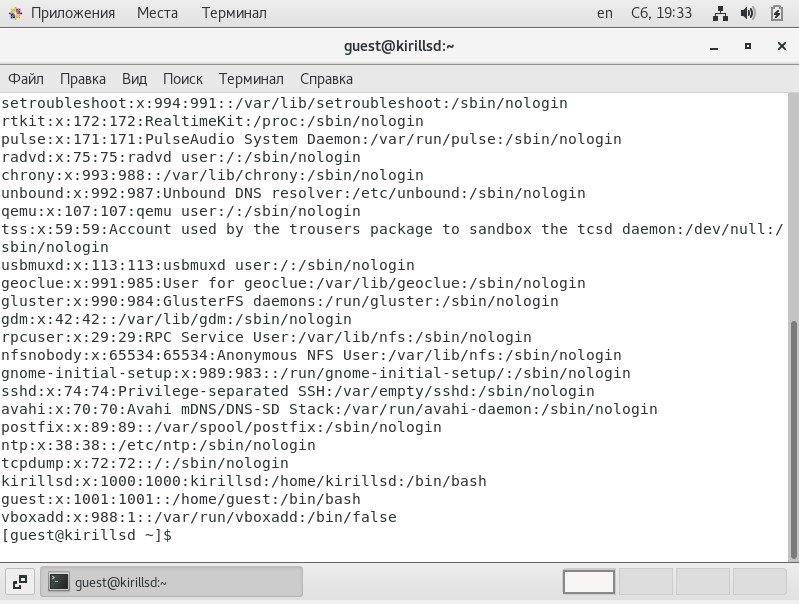 Приложения Места Терминал en Сб, 19:33
guest@kirillsd:~
Файл Правка Вид Поиск Терминал Справка
setroubleshoot:x:994:991::/var/lib/setroubleshoot:/sbin/nologin
rtkit:x:172:172:RealtimeKit:/proc:/sbin/nologin
pulse:x:171:171:PulseAudio System Daemon:/var/run/pulse:/sbin/nologin
radvd:x:75:75:radvd user:/:/sbin/nologin
chrony:x:993:988::/var/lib/chrony:/sbin/nologin
unbound:x:992:987:Unbound DNS resolver:/etc/unbound:/sbin/nologin
qemu:x:107:107:qemu user:/:/sbin/nologin
tss:x:59:59:Account used by the trousers package to sandbox the tcsd daemon:/dev/null:/
sbin/nologin
usbmuxd:x:113:113:usbmuxd user:/:/sbin/nologin
geoclue:x:991:985:User for geoclue:/var/lib/geoclue:/sbin/nologin
gluster:x:990:984:GlusterFS daemons:/run/gluster:/sbin/nologin
gdm:x:42:42::/var/lib/gdm:/sbin/nologin
rpcuser:x:29:29:RPC Service User:/var/lib/nfs:/sbin/nologin
nfsnobody:x:65534:65534:Anonymous NFS User:/var/lib/nfs:/sbin/nologin
gnome-initial-setup:x:989:983::/run/gnome-initial-setup/:/sbin/nologin
sshd:x:74:74:Privilege-separated SSH:/var/empty/sshd:/sbin/nologin
avahi:x:70:70:Avahi mDNS/DNS-SD Stack:/var/run/avahi-daemon:/sbin/nologin
postfix:x:89:89::/var/spool/postfix:/sbin/nologin
ntp:x:38:38::/etc/ntp:/sbin/nologin
tcpdump:x:72:72::/:/sbin/nologin
kirillsd:x:1000:1000:kirillsd:/home/kirillsd:/bin/bash
guest:x:1001:1001::/home/guest:/bin/bash
vboxadd:x:988:1::/var/run/vboxadd:/bin/false
[guest@kirillsd ~]$
guest@kirillsd:~